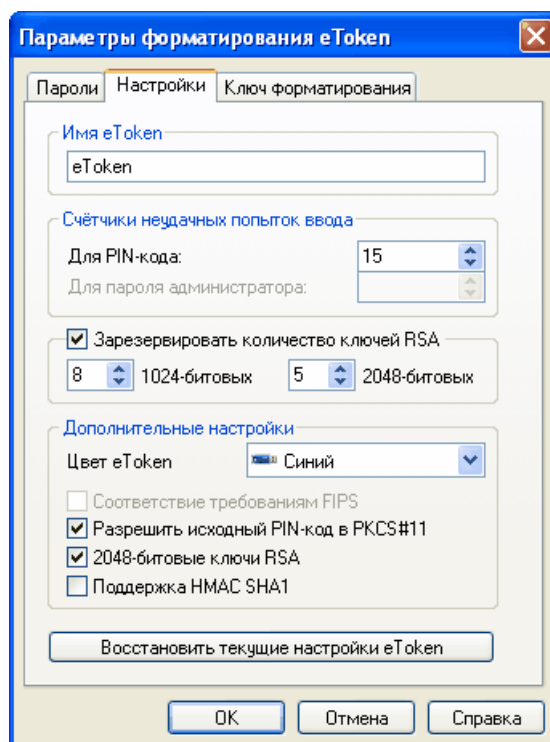 Параметры форматирования eToken
Пароли Настройки Ключ форматирования
Имя eToken
eToken
Счётчики неудачных попыток ввода
Для PIN-кода: 15
Для пароля администратора:
Зарезервировать количество ключей RSA
8 1024-битовых 5 2048-битовых
Дополнительные настройки
Цвет eToken Синий
Соответствие требованиям FIPS
Разрешить исходный PIN-код в PKCS#11
2048-битовые ключи RSA
Поддержка HMAC SHA1
Восстановить текущие настройки eToken
OK Отмена Справка